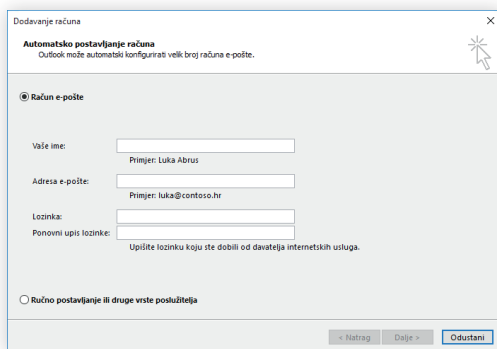 Dodavanje računa
Automatsko postavljanje računa
Outlook može automatski konfigurirati velik broj računa e-pošte.
Račun e-pošte
Vaše ime:
Primjer: Luka Abrus
Adresa e-pošte:
Primjer: luka@contoso.hr
Lozinka:
Ponovni upis lozinke:
Upišite lozinku koju ste dobili od davatelja internetskih usluga.
Ručno postavljanje ili druge vrste poslužitelja
< Natrag Dalje > Odustani